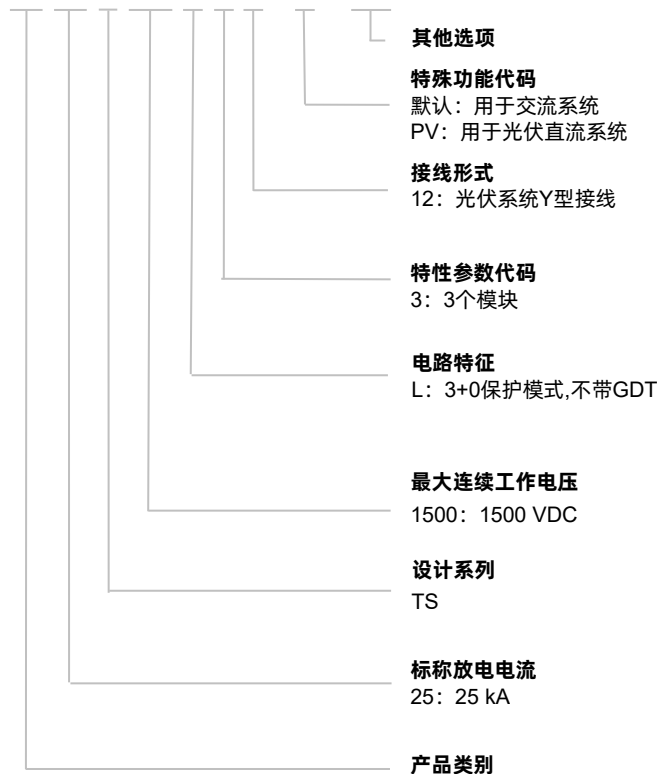 其他选项
特殊功能代码
默认：用于交流系统
PV：用于光伏直流系统
接线形式
12：光伏系统Y型接线
特性参数代码
3：3个模块
电路特征
L：3+0保护模式,不带GDT
最大连续工作电压
1500：1500 VDC
设计系列
TS
标称放电电流
25：25 kA
产品类别